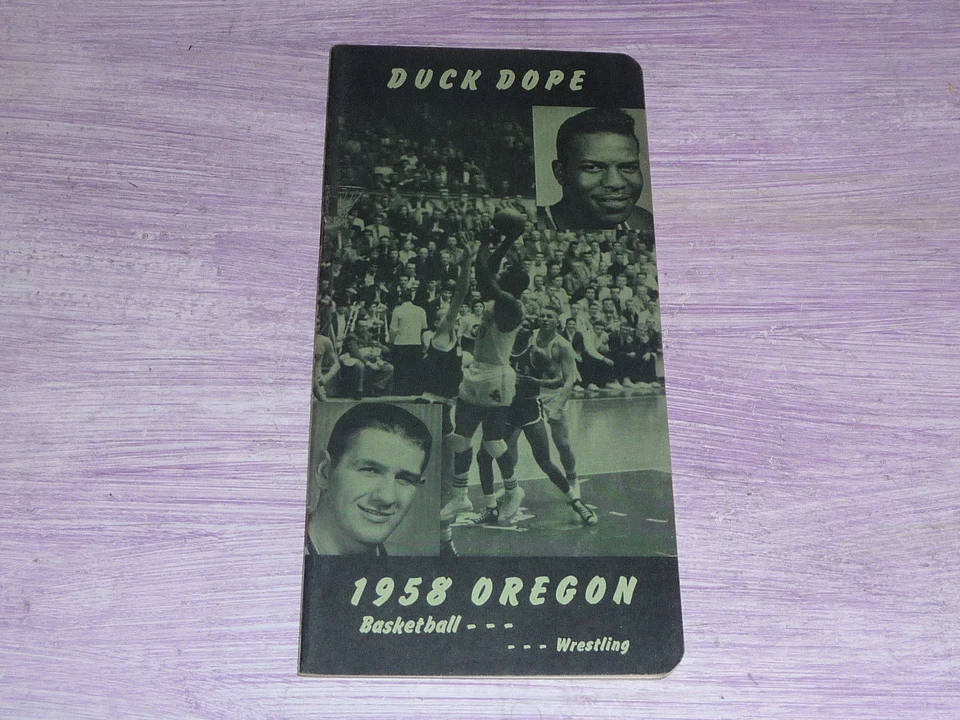 DUCK DOPE
1958 OREGON
Basketball - - -
- - - Wrestling